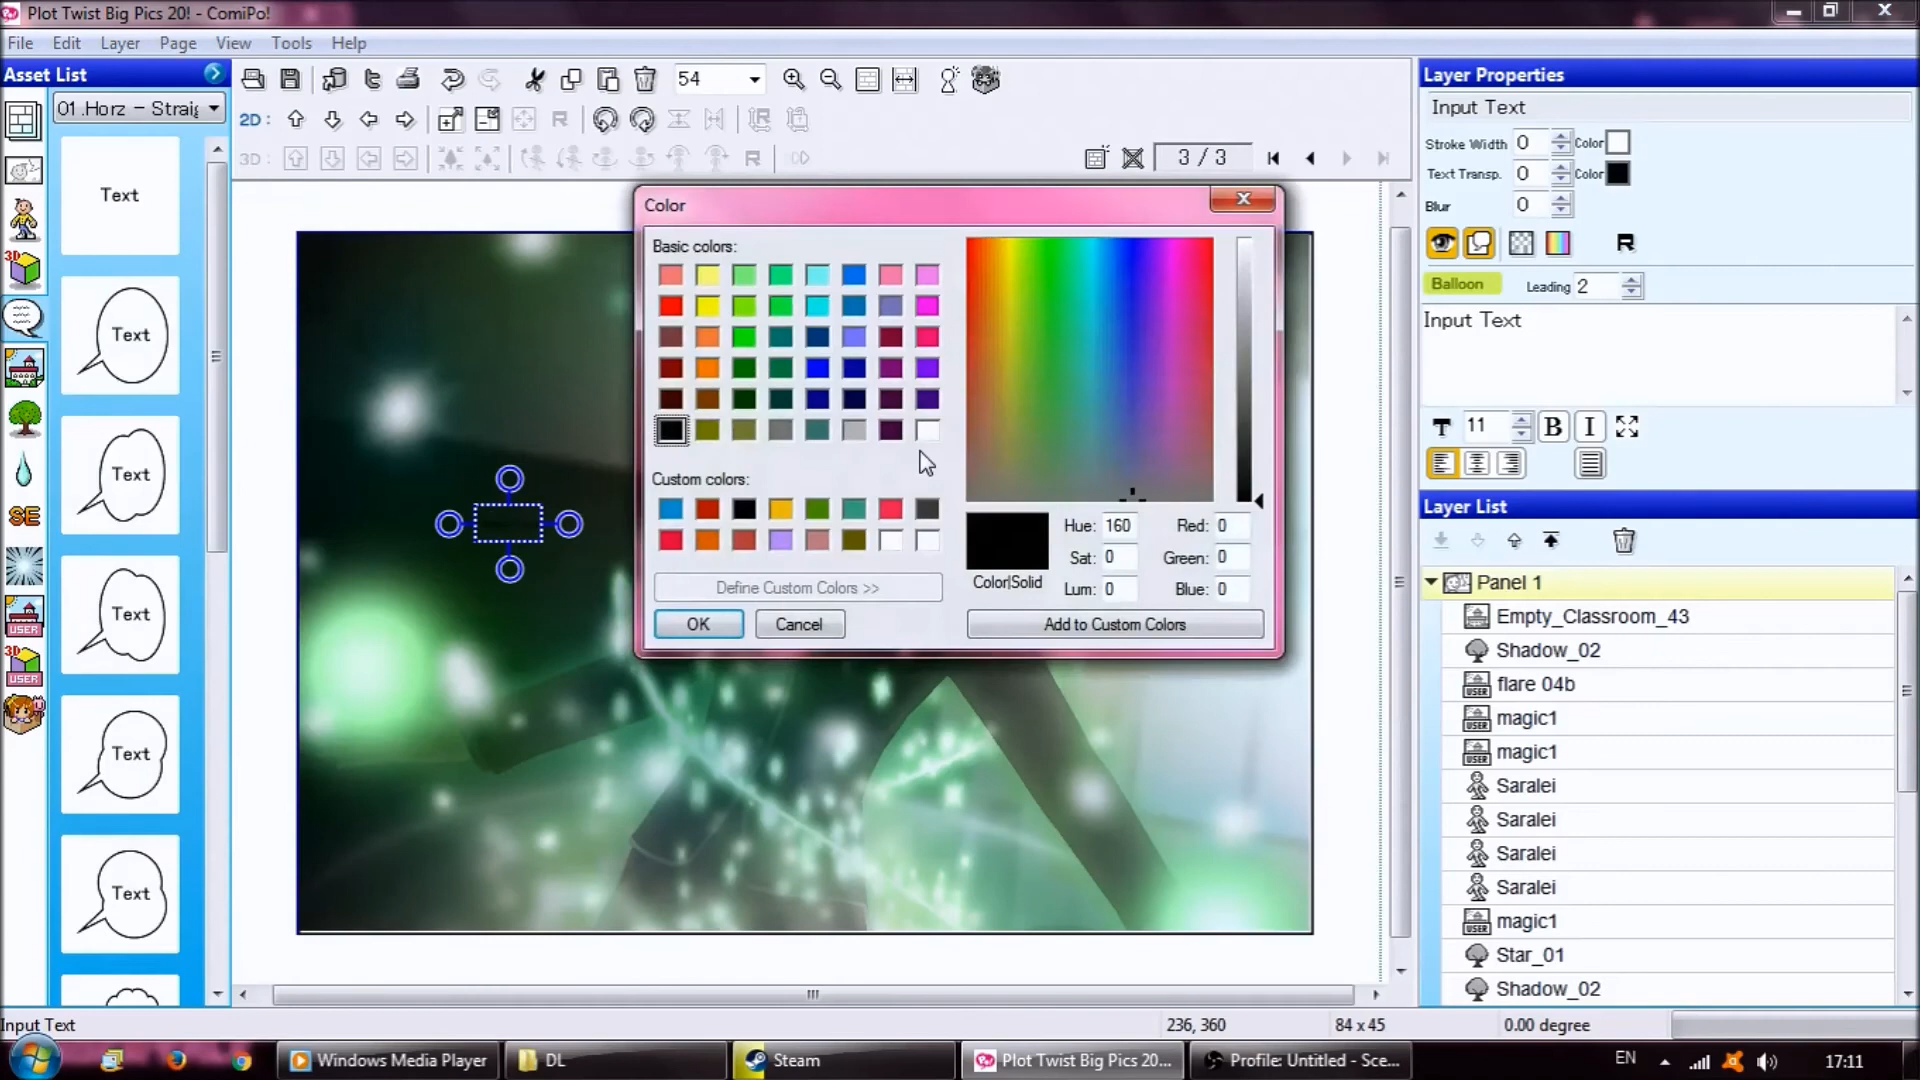 Plot Twist Big Pics 20! - ComiPo!
File Edit Layer Page View Tools Help
Asset List
01.Horz - Straig
54
2D:
3D:
3 / 3
Text
Text
Text
Text
Text
Text
3D
SE
USER
3D
USER
Color
Basic colors:
Custom colors:
Define Custom Colors >>
OK
Cancel
Color|Solid
Hue: 160
Sat: 0
Lum: 0
Red: 0
Green: 0
Blue: 0
Add to Custom Colors
Layer Properties
Input Text
Stroke Width 0 Color
Text Transp. 0 Color
Blur 0
Balloon
Leading 2
Input Text
T 11 B I
Layer List
Panel 1
Empty_Classroom_43
Shadow_02
flare 04b
magic1
magic1
Saralei
Saralei
Saralei
Saralei
magic1
Star_01
Shadow_02
Input Text
236, 360
84 x 45
0.00 degree
Windows Media Player
DL
Steam
Plot Twist Big Pics 20...
Profile: Untitled - Sce...
EN
17:11